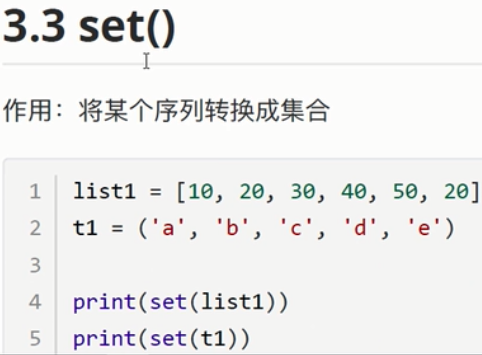 3.3 set()
作用：将某个序列转换成集合
1 list1 = [10, 20, 30, 40, 50, 20]
2 t1 = ('a', 'b', 'c', 'd', 'e')
3
4 print(set(list1))
5 print(set(t1))